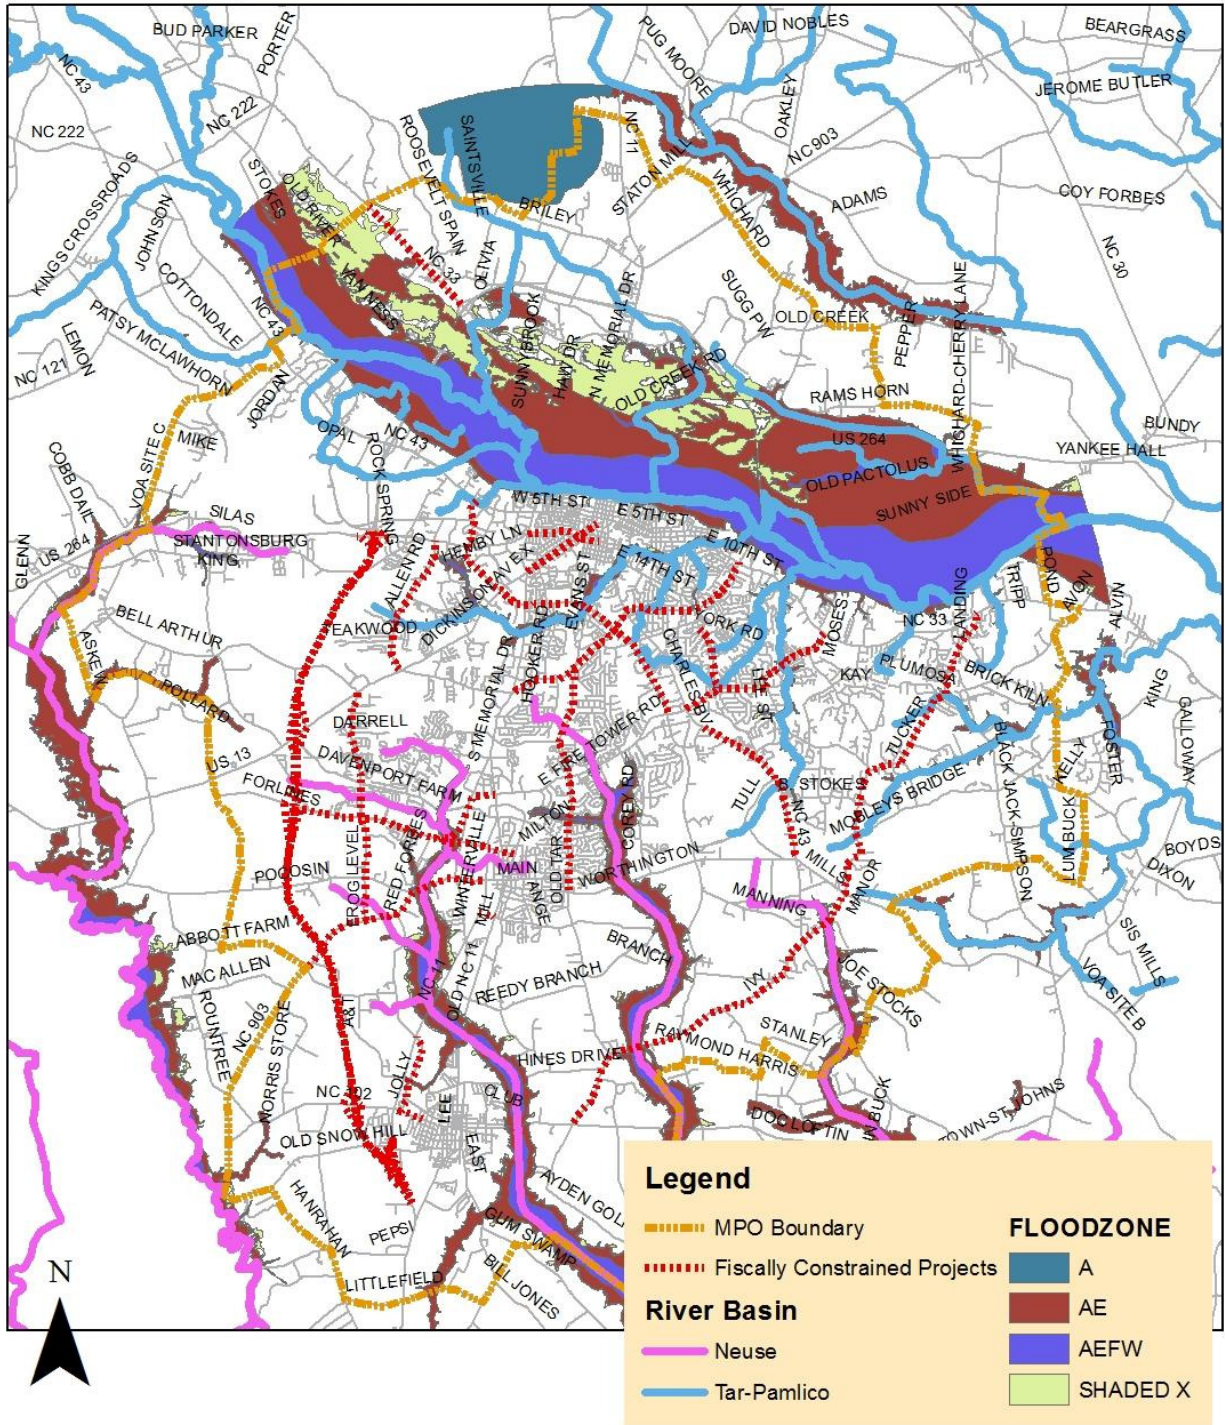 BUD PARKER
PORTER
PUG MOORE
DAVID NOBLES
BEARGRASS
NC 43
NC 222
NC 222
JEROME BUTLER
OAKLEY
NC 903
ROOSEVELT SPAIN
SAINTSVILLE
NC 11
STATON MILL
WHICHARD
ADAMS
COY FORBES
KINGS CROSSROADS
JOHNSON
STOKES
OLD RIVER
BRILEY
NC 33
OLIVIA
NC 30
COTTONDALE
VAN NESS
SUNNYBROOK
HAW DR
N MEMORIAL DR
SUGG PW
OLD CREEK
PEPPER
WHICHARD-CHERRY LANE
NC 43
PATSY MCLAWHORN
LEMON
NC 121
JORDAN
OLD CREEK RD
RAMS HORN
BUNDY
YANKEE HALL
MIKE
OPAL
NC 43
ROCK SPRING
US 264
OLD PACTOLUS
SUNNY SIDE
COBB DAIL
VOA SITE C
SILAS
STANTONSBURG
KING
US 264
GLENN
W 5TH ST
E 5TH ST
HEMBY LN
E 10TH ST
E 14TH ST
ALLEN RD
DICKINSON AVE X
EVANS ST
POND
AVON
TRIPP
ALVIN
LANDING
NC 33
BELL ARTHUR
TEAKWOOD
HOOKER RD
YORK RD
MOSES
ASKEW
POLLARD
S MEMORIAL DR
CHARLES BV
LEE ST
KAY
PLUMOSA
BRICK KILN
KING
GALLOWAY
DARRELL
E FIRE TOWER RD
TUCKER
BLACK JACK-SIMPSON
KELLY
FOSTER
US 13
DAVENPORT FARM
FORLINES
TULL
S. STOKES
MOBLEYS BRIDGE
MILTON
COREY RD
NC 43
MILLS
LUM BUCK
BOYDS
DIXON
FROG LEVEL
REED FORBES
WINTERVILLE
MAIN
OLD TAR
WORTHINGTON
POCOSIN
MILL
ANGE
MANNING
MANOR
ABBOTT FARM
MAC ALLEN
BRANCH
IVY
JOE STOCKS
SIS MILLS
VOA SITE B
NC 11
OLD NC 11
REEDY BRANCH
ROUNTREE
NC 903
NORRIS STORE
A&T
STANLEY
RAYMOND HARRIS
HINES DRIVE
JOLLY
NC 102
CLUB
LEE
OLD SNOW HILL
EAST
DOC LOFTIN
N BUCK
TOWN-ST JOHNS
HANRAHAN
PEPSI
AYDEN GOL
GUM SWAMP
LITTLEFIELD
BILL JONES
N
Legend
MPO Boundary
Fiscally Constrained Projects
River Basin
Neuse
Tar-Pamlico
FLOODZONE
A
AE
AEFW
SHADED X